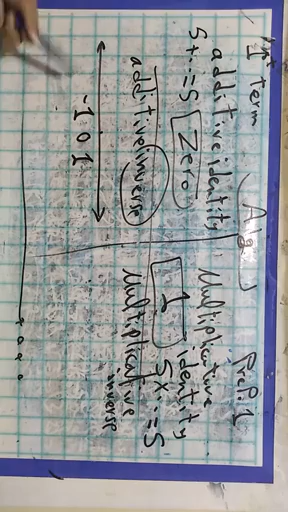 1st term Alg Prep. 1
additive identity
Zero
5+..=5
additive inverse
-1 0 1
Multiplicative
identity
1
5x..=5
Multiplicative
inverse